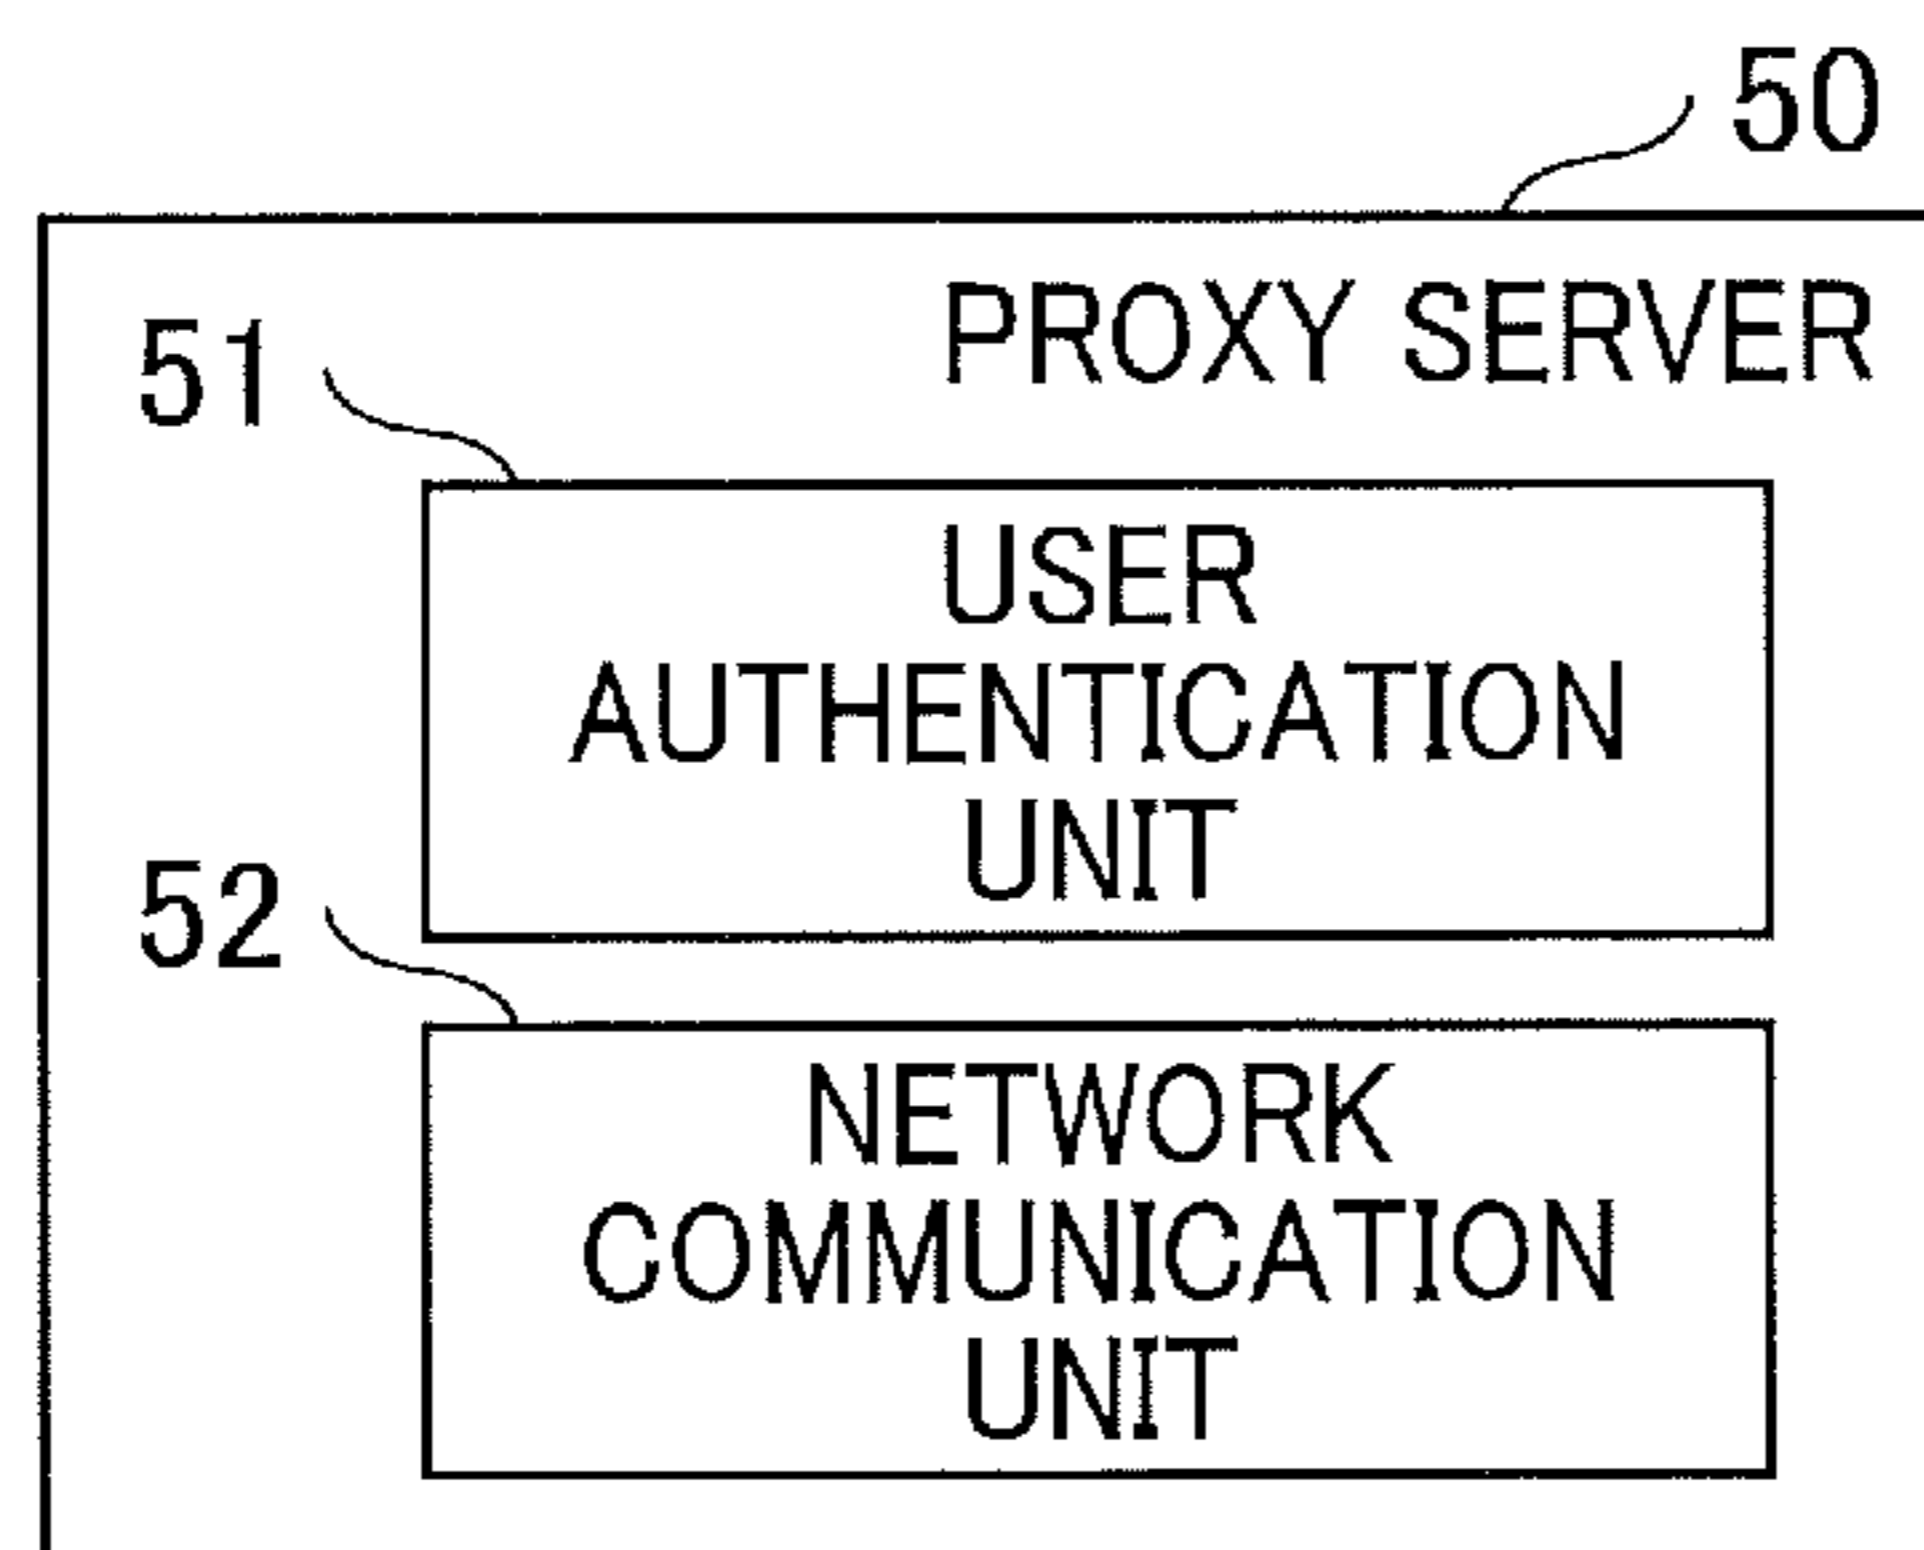 50
PROXY SERVER
51
USER
AUTHENTICATION
UNIT
52
NETWORK
COMMUNICATION
UNIT